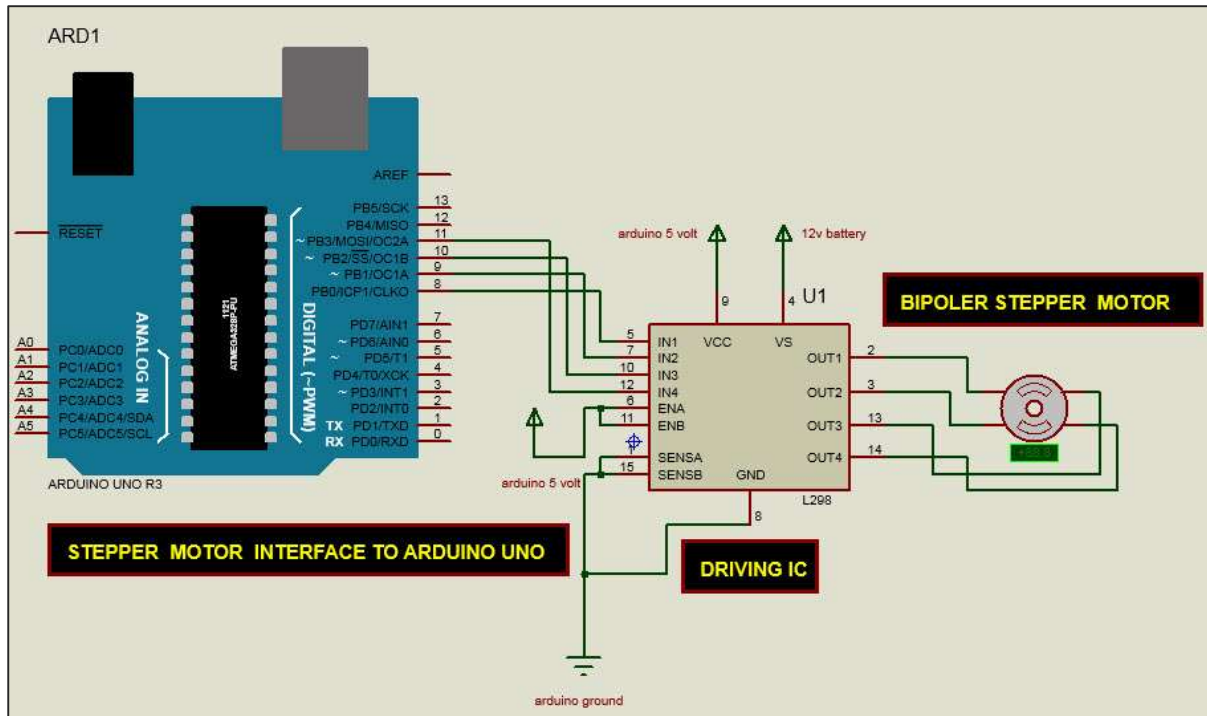 ARD1
AREF
PB5/SCK 13
PB4/MISO 12
RESET
~ PB3/MOSI/OC2A 11
~ PB2/SS/OC1B 10
~ PB1/OC1A 9
PB0/ICP1/CLKO 8
PD7/AIN1 7
~ PD6/AIN0 6
~ PD5/T1 5
PD4/T0/XCK 4
~ PD3/INT1 3
PD2/INT0 2
TX PD1/TXD 1
RX PD0/RXD 0
1121
ATMEGA328P-PU
DIGITAL (~PWM)
ANALOG IN
A0 PC0/ADC0
A1 PC1/ADC1
A2 PC2/ADC2
A3 PC3/ADC3
A4 PC4/ADC4/SDA
A5 PC5/ADC5/SCL
ARDUINO UNO R3
arduino 5 volt
12v battery
9
4
U1
BIPOLER STEPPER MOTOR
VCC
VS
5 IN1
7 IN2
10 IN3
12 IN4
6 ENA
11 ENB
SENSA
15 SENSB
OUT1 2
OUT2 3
OUT3 13
OUT4 14
GND
8
L298
arduino 5 volt
STEPPER MOTOR INTERFACE TO ARDUINO UNO
DRIVING IC
arduino ground